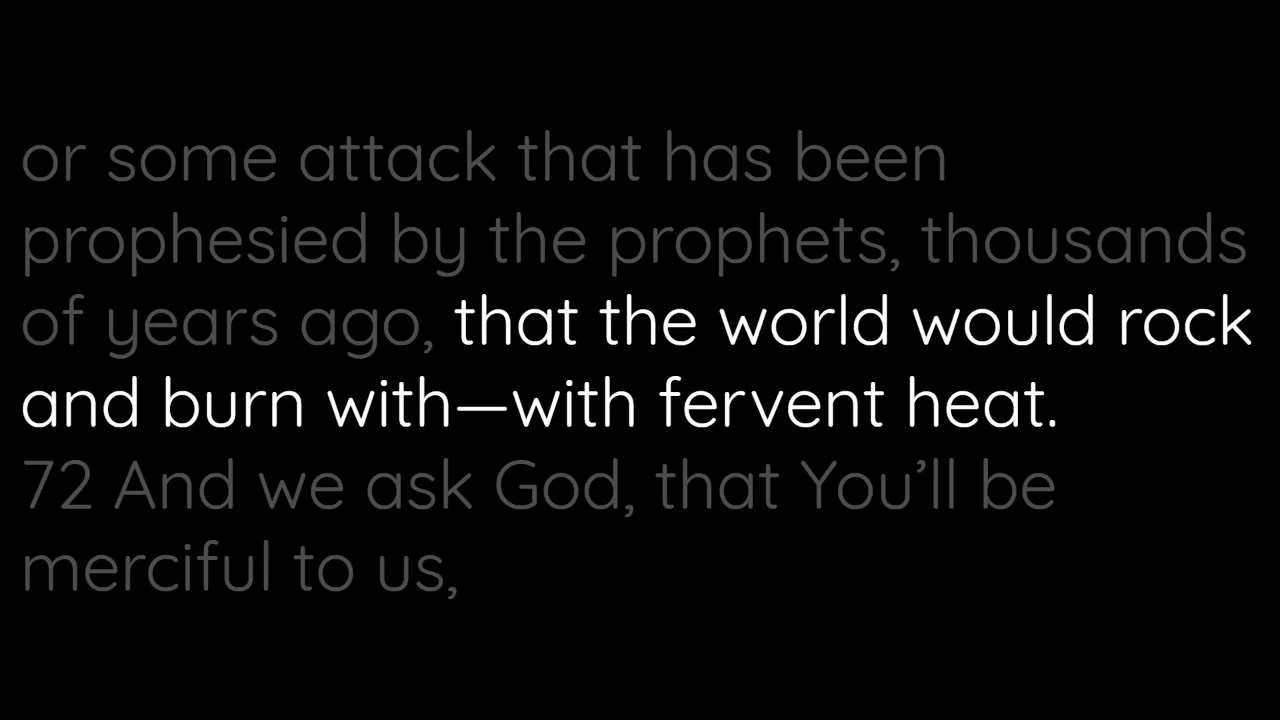 or some attack that has been
prophesied by the prophets, thousands
of years ago, that the world would rock
and burn with—with fervent heat.
72 And we ask God, that You’ll be
merciful to us,